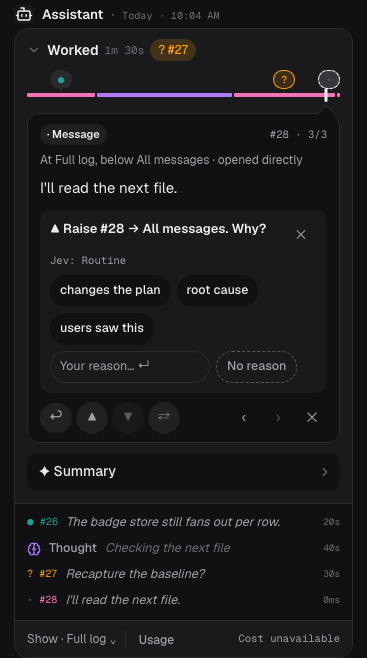 Assistant · Today · 10:04 AM
Worked 1m 30s ? #27
?
· Message #28 · 3/3
At Full log, below All messages · opened directly
I'll read the next file.
▲ Raise #28 → All messages. Why?
Jev: Routine
changes the plan root cause
users saw this
Your reason… ↵ No reason
✦ Summary
#26 The badge store still fans out per row. 20s
Thought Checking the next file 40s
? #27 Recapture the baseline? 30s
· #28 I'll read the next file. 0ms
Show · Full log Usage Cost unavailable